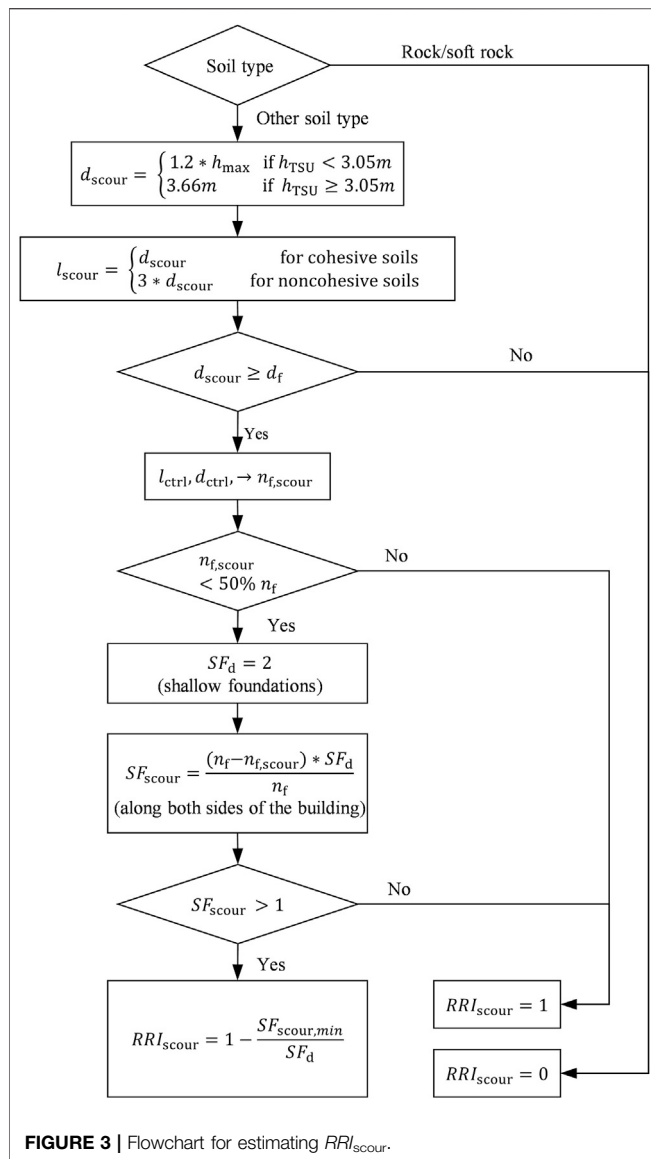 Soil type
Rock/soft rock
Other soil type
d_scour = { 1.2 * h_max if h_TSU < 3.05m
3.66m if h_TSU ≥ 3.05m
l_scour = { d_scour for cohesive soils
3 * d_scour for noncohesive soils
d_scour ≥ d_f
No
Yes
l_ctrl, d_ctrl, → n_f,scour
n_f,scour
< 50% n_f
No
Yes
SF_d = 2
(shallow foundations)
SF_scour = (n_f−n_f,scour) * SF_d / n_f
(along both sides of the building)
SF_scour > 1
No
Yes
RRI_scour = 1 − SF_scour,min / SF_d
RRI_scour = 1
RRI_scour = 0
FIGURE 3 | Flowchart for estimating RRI_scour.